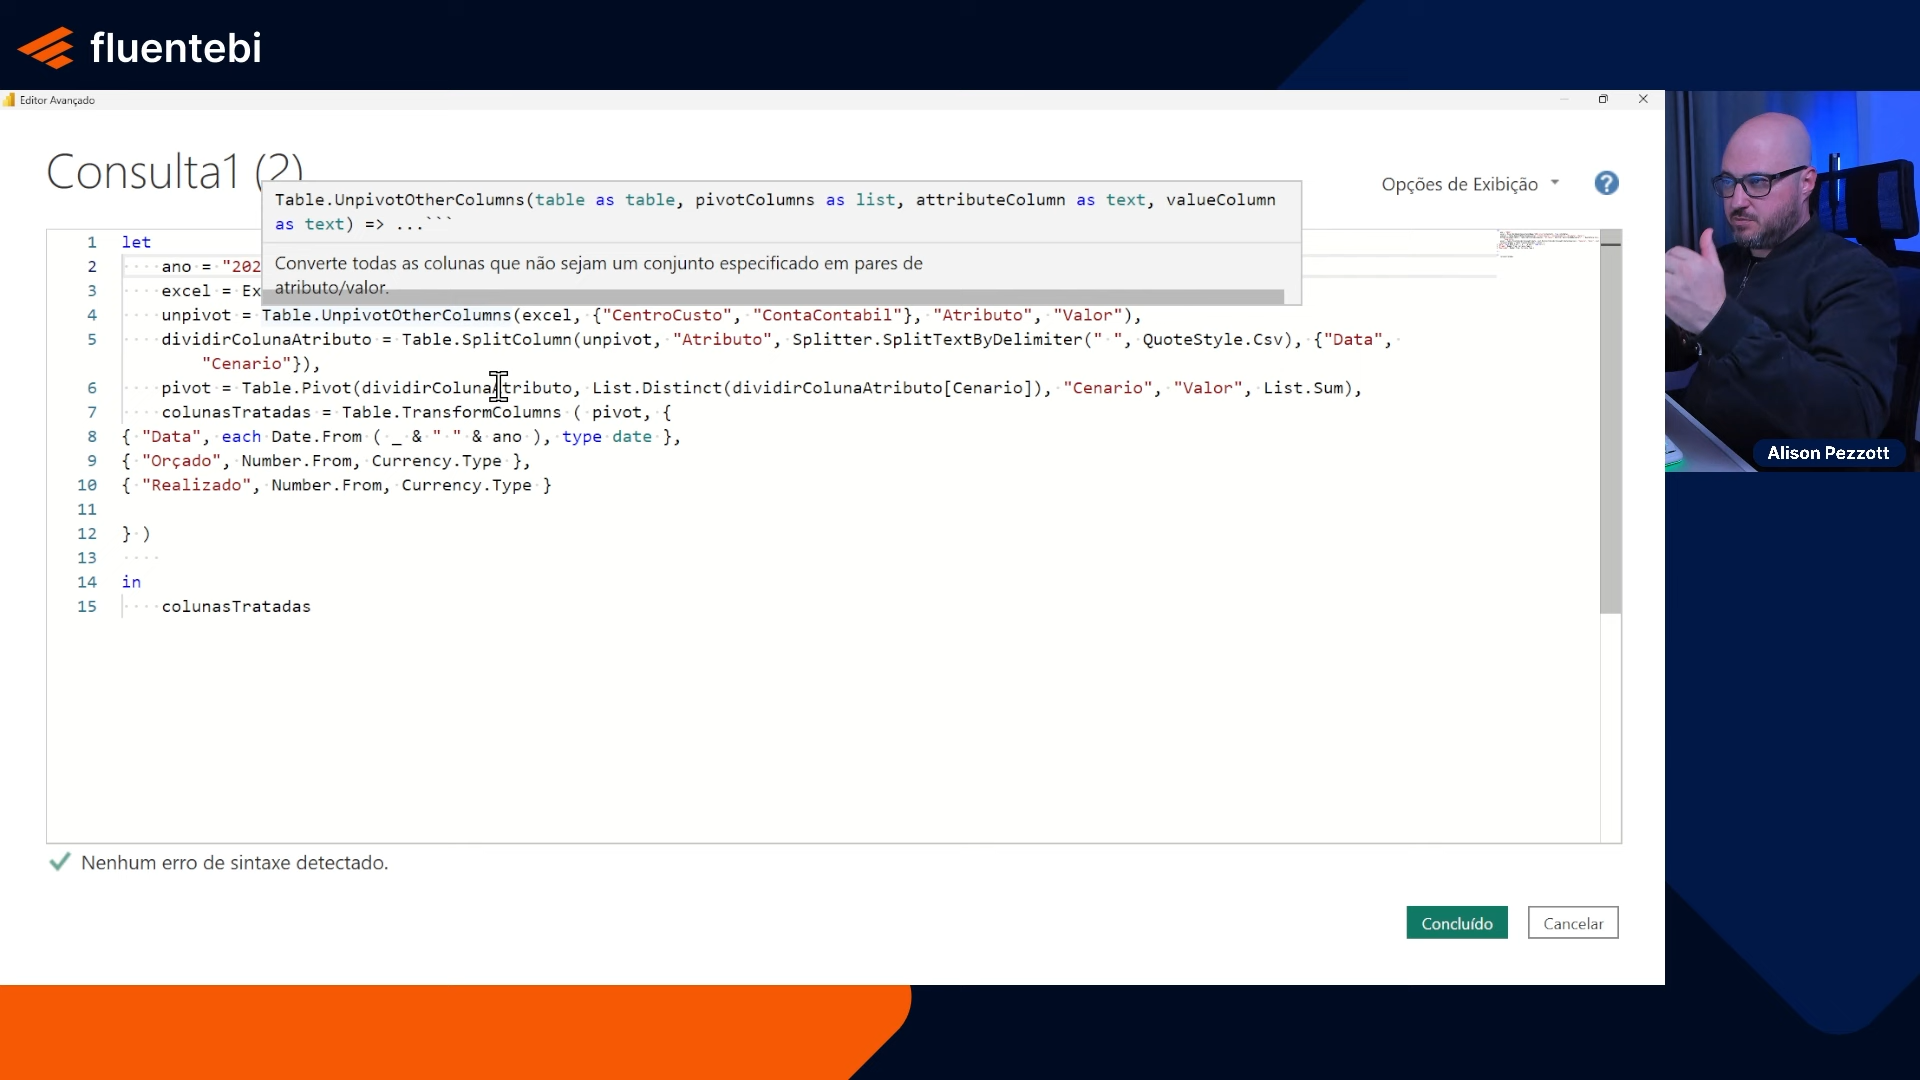 fluentebi
Editor Avançado
Consulta1 (2)
Opções de Exibição
?
Table.UnpivotOtherColumns(table as table, pivotColumns as list, attributeColumn as text, valueColumn
as text) => ...```
Converte todas as colunas que não sejam um conjunto especificado em pares de
atributo/valor.
1 let
2 ano = "202
3 excel = Ex
4 unpivot = Table.UnpivotOtherColumns(excel, {"CentroCusto", "ContaContabil"}, "Atributo", "Valor"),
5 dividirColunaAtributo = Table.SplitColumn(unpivot, "Atributo", Splitter.SplitTextByDelimiter(" ", QuoteStyle.Csv), {"Data",
"Cenario"}),
6 pivot = Table.Pivot(dividirColunaAtributo, List.Distinct(dividirColunaAtributo[Cenario]), "Cenario", "Valor", List.Sum),
7 colunasTratadas = Table.TransformColumns ( pivot, {
8 { "Data", each Date.From ( _ & " " & ano ), type date },
9 { "Orçado", Number.From, Currency.Type },
10 { "Realizado", Number.From, Currency.Type }
11
12 } )
13
14 in
15 colunasTratadas
Nenhum erro de sintaxe detectado.
Concluído
Cancelar
Alison Pezzott